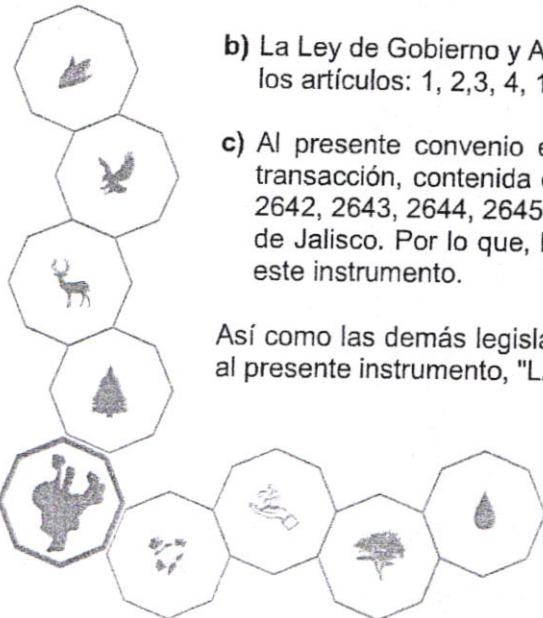 b) La Ley de Gobierno y A
los artículos: 1, 2,3, 4, 1
c) Al presente convenio e
transacción, contenida
2642, 2643, 2644, 2645
de Jalisco. Por lo que,
este instrumento.
Así como las demás legisla
al presente instrumento, "L